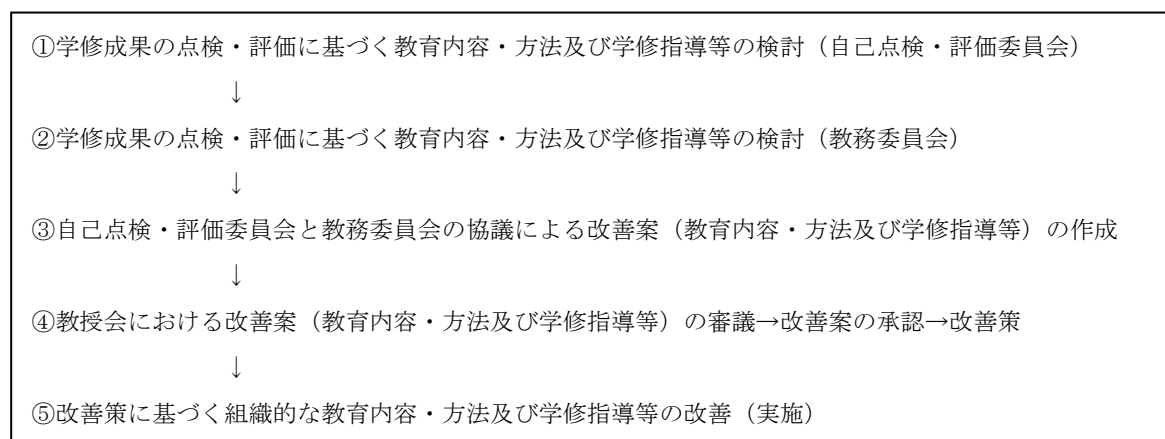 ①学修成果の点検・評価に基づく教育内容・方法及び学修指導等の検討（自己点検・評価委員会）
↓
②学修成果の点検・評価に基づく教育内容・方法及び学修指導等の検討（教務委員会）
↓
③自己点検・評価委員会と教務委員会の協議による改善案（教育内容・方法及び学修指導等）の作成
↓
④教授会における改善案（教育内容・方法及び学修指導等）の審議→改善案の承認→改善策
↓
⑤改善策に基づく組織的な教育内容・方法及び学修指導等の改善（実施）